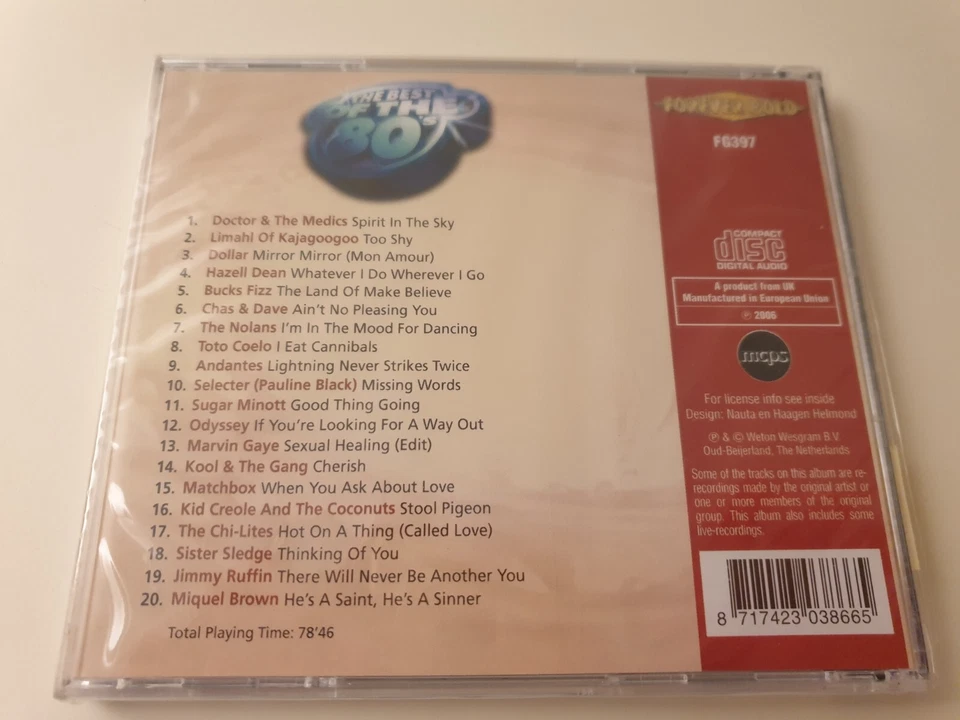 THE BEST
OF THE
80's
1. Doctor & The Medics Spirit In The Sky
2. Limahl Of Kajagoogoo Too Shy
3. Dollar Mirror Mirror (Mon Amour)
4. Hazell Dean Whatever I Do Wherever I Go
5. Bucks Fizz The Land Of Make Believe
6. Chas & Dave Ain't No Pleasing You
7. The Nolans I'm In The Mood For Dancing
8. Toto Coelo I Eat Cannibals
9. Andantes Lightning Never Strikes Twice
10. Selecter (Pauline Black) Missing Words
11. Sugar Minott Good Thing Going
12. Odyssey If You're Looking For A Way Out
13. Marvin Gaye Sexual Healing (Edit)
14. Kool & The Gang Cherish
15. Matchbox When You Ask About Love
16. Kid Creole And The Coconuts Stool Pigeon
17. The Chi-Lites Hot On A Thing (Called Love)
18. Sister Sledge Thinking Of You
19. Jimmy Ruffin There Will Never Be Another You
20. Miquel Brown He's A Saint, He's A Sinner
Total Playing Time: 78'46
FOREVER GOLD
FG397
COMPACT
disc
DIGITAL AUDIO
A product from UK
Manufactured in European Union
℗ 2006
mcps
For license info see inside
Design: Nauta en Haagen Helmond
℗ & © Weton Wesgram B.V.
Oud-Beijerland, The Netherlands
Some of the tracks on this album are re-
recordings made by the original artist or
one or more members of the original
group. This album also includes some
live-recordings.
8 717423 038665